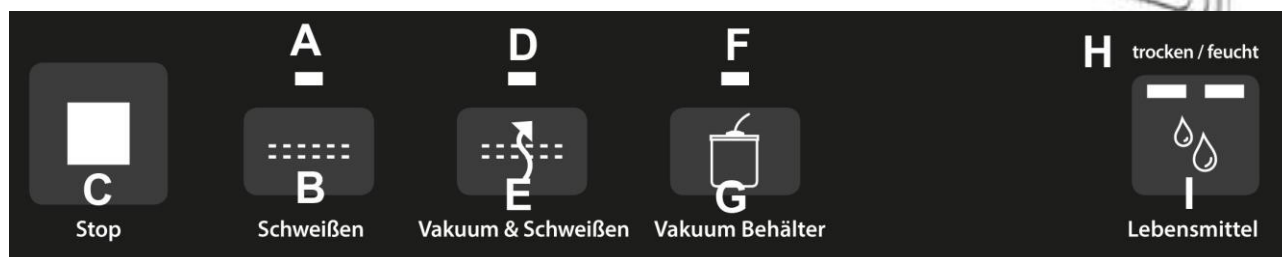 A D F H trocken / feucht
C B E G I
Stop Schweißen Vakuum & Schweißen Vakuum Behälter Lebensmittel